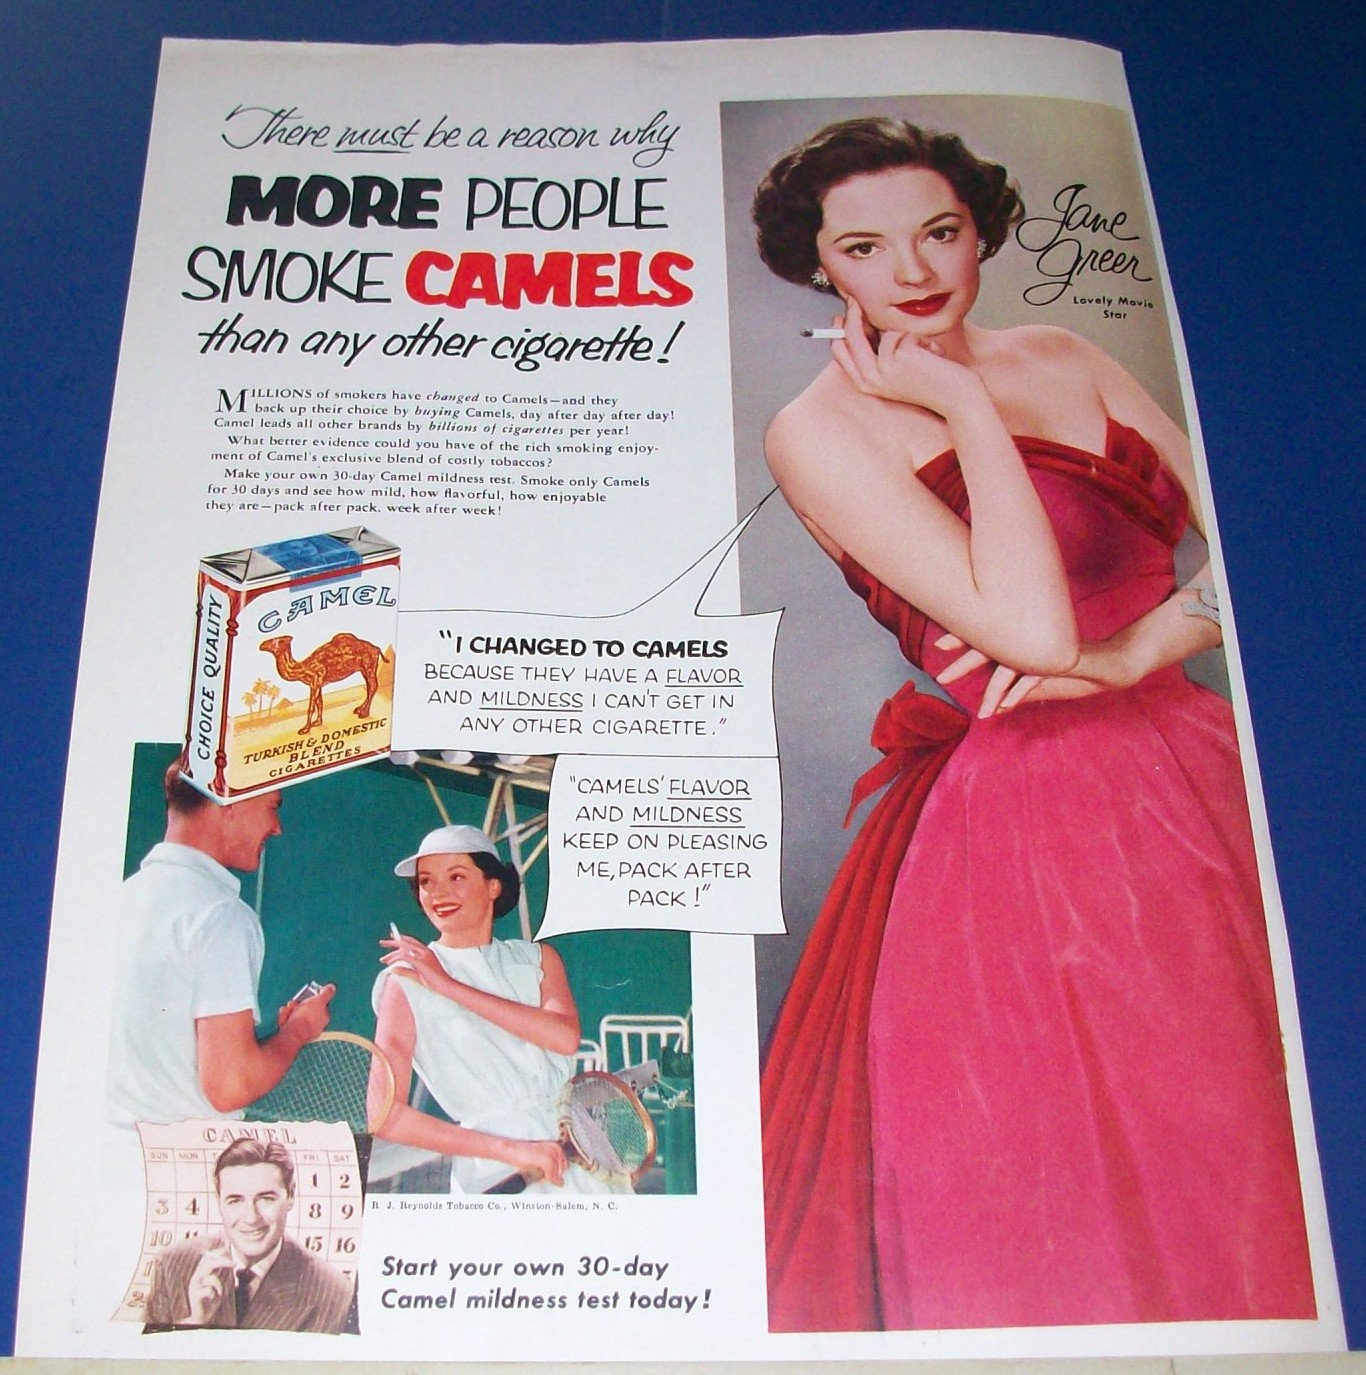 There must be a reason why
MORE PEOPLE
SMOKE CAMELS
than any other cigarette!
MILLIONS of smokers have changed to Camels—and they
back up their choice by buying Camels, day after day after day!
Camel leads all other brands by billions of cigarettes per year!
What better evidence could you have of the rich smoking enjoy-
ment of Camel's exclusive blend of costly tobaccos?
Make your own 30-day Camel mildness test. Smoke only Camels
for 30 days and see how mild, how flavorful, how enjoyable
they are—pack after pack, week after week!
Jane
Greer
Lovely Movie
Star
CHOICE QUALITY
CAMEL
TURKISH & DOMESTIC
BLEND
CIGARETTES
"I CHANGED TO CAMELS
BECAUSE THEY HAVE A FLAVOR
AND MILDNESS I CAN'T GET IN
ANY OTHER CIGARETTE."
"CAMELS' FLAVOR
AND MILDNESS
KEEP ON PLEASING
ME, PACK AFTER
PACK!"
CAMEL
SUN MON FRI SAT
1 2
3 4 8 9
10 15 16
R. J. Reynolds Tobacco Co., Winston-Salem, N. C.
Start your own 30-day
Camel mildness test today!